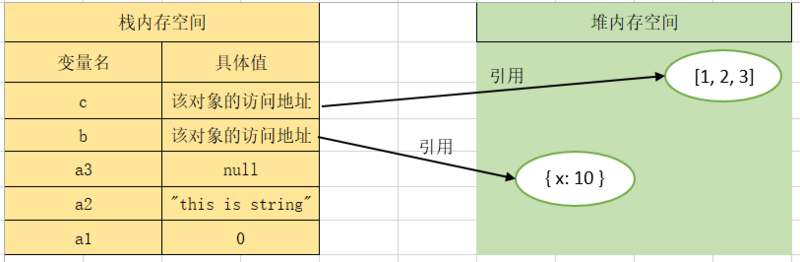 栈内存空间
堆内存空间
变量名 具体值
引用
[1, 2, 3]
c 该对象的访问地址
b 该对象的访问地址
引用
a3 null
{ x: 10 }
a2 "this is string"
a1 0